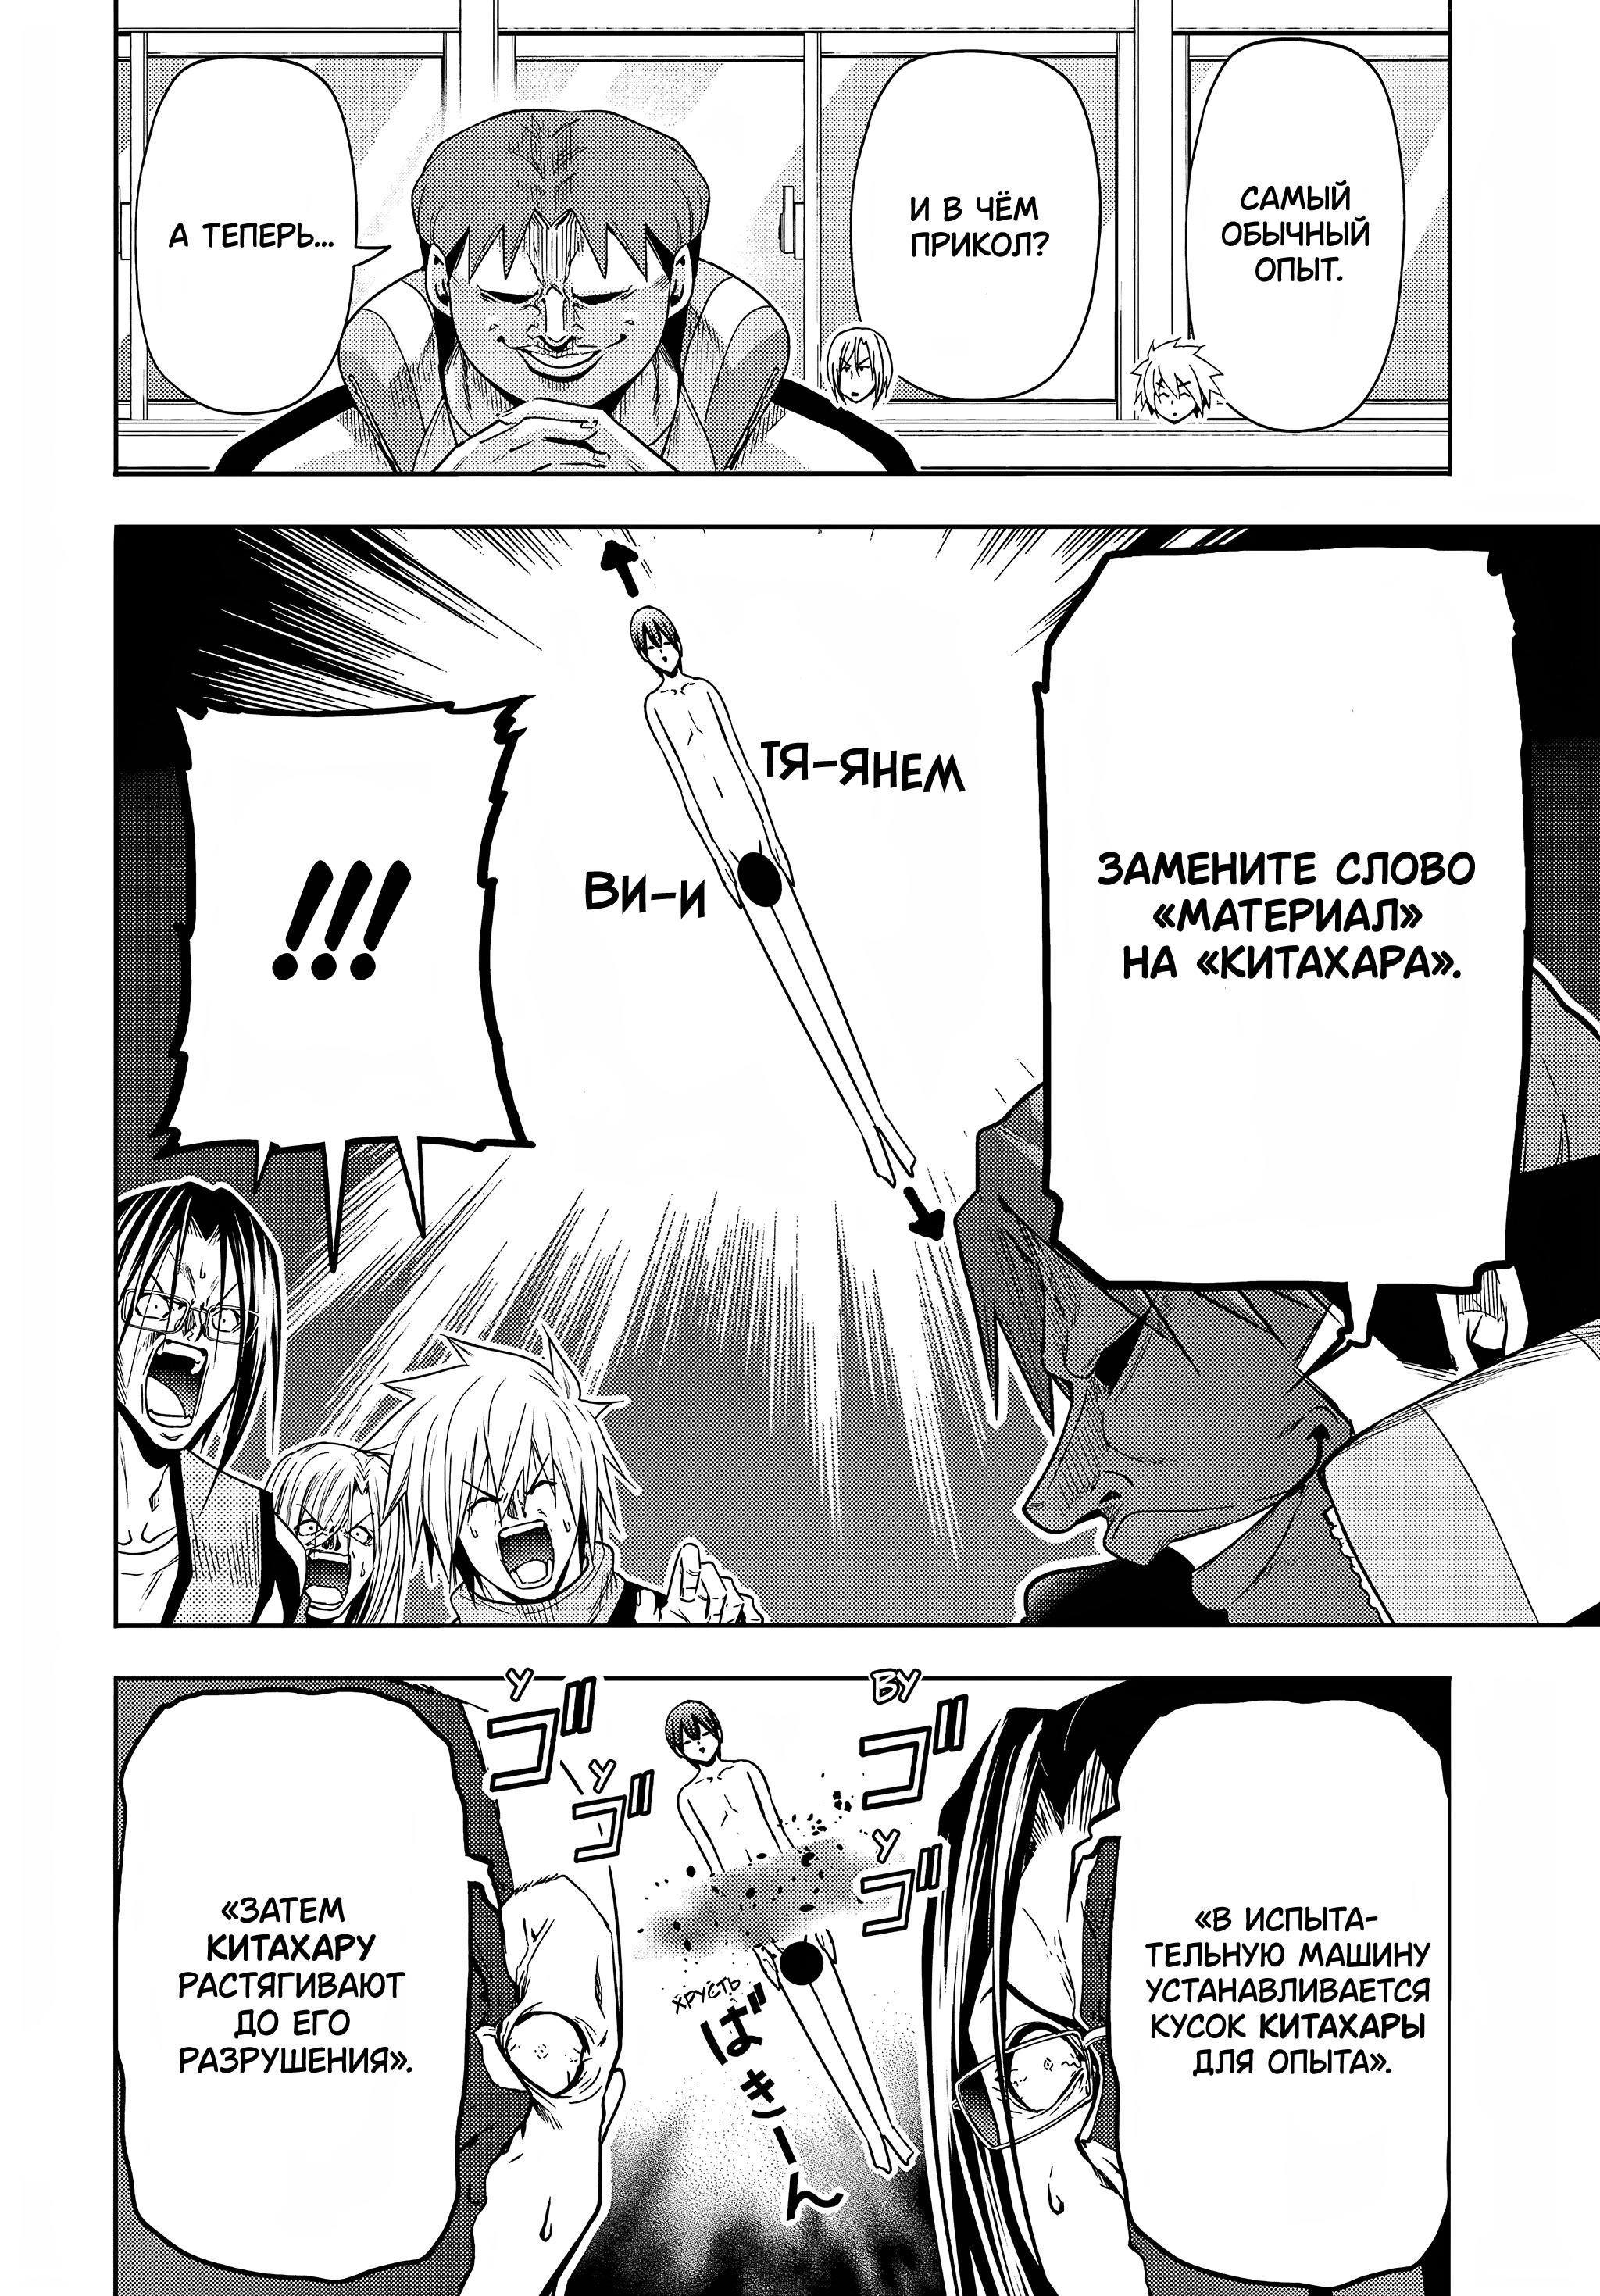 САМЫЙ
ОБЫЧНЫЙ
ОПЫТ.
И В ЧЁМ
ПРИКОЛ?
А ТЕПЕРЬ...
ЗАМЕНИТЕ СЛОВО
«МАТЕРИАЛ»
НА «КИТАХАРА».
ТЯ–ЯНЕМ
ВИ–И
!!!
«В ИСПЫТА-
ТЕЛЬНУЮ МАШИНУ
УСТАНАВЛИВАЕТСЯ
КУСОК КИТАХАРЫ
ДЛЯ ОПЫТА».
ВУ
ゴ
У
ゴ
У
ゴ
У
ゴ
ХРУСТЬ
ばきーん
«ЗАТЕМ
КИТАХАРУ
РАСТЯГИВАЮТ
ДО ЕГО
РАЗРУШЕНИЯ».